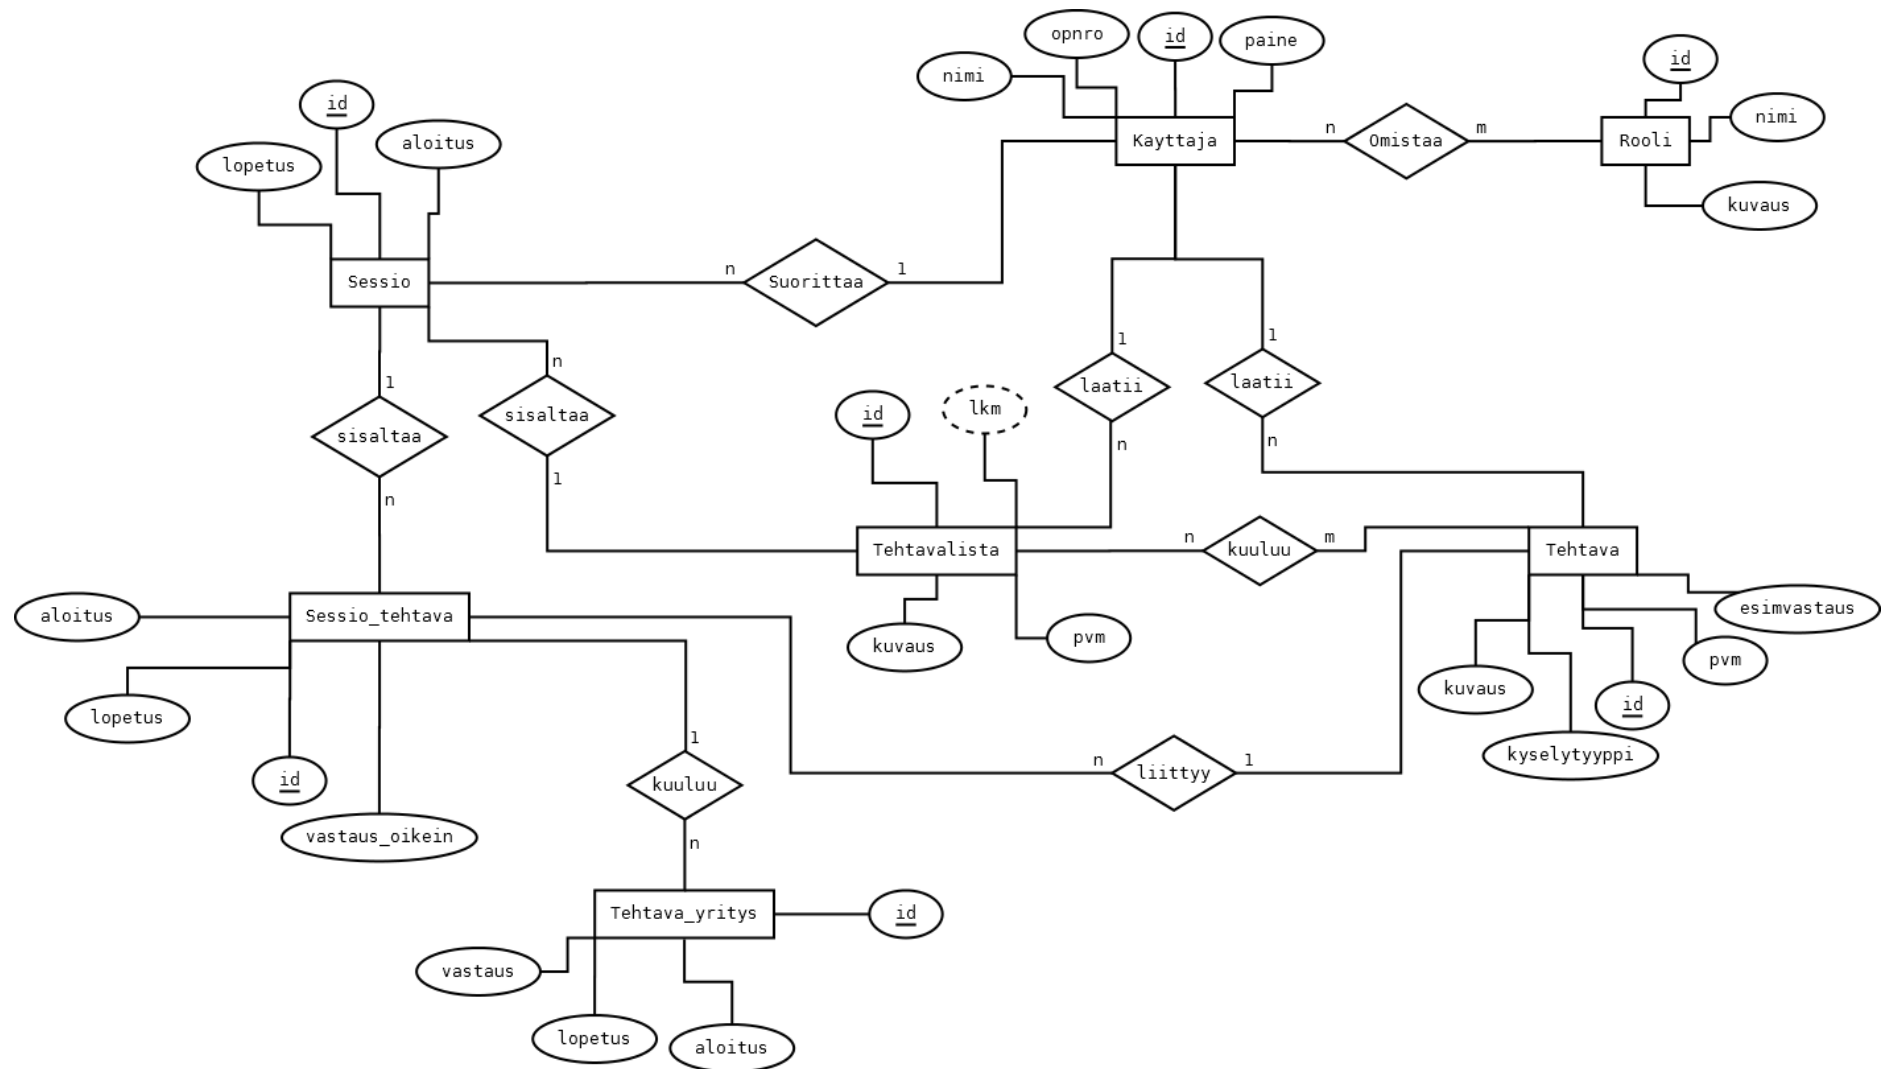 opnro
id
paine
nimi
id
nimi
id
aloitus
lopetus
Kayttaja
n
Omistaa
m
Rooli
kuvaus
Sessio
n
Suorittaa
1
1
laatii
n
1
laatii
n
1
sisaltaa
n
n
sisaltaa
1
id
lkm
Tehtavalista
n
kuuluu
m
Tehtava
kuvaus
pvm
esimvastaus
pvm
kuvaus
id
kyselytyyppi
aloitus
Sessio_tehtava
lopetus
id
vastaus_oikein
1
kuuluu
n
n
liittyy
1
Tehtava_yritys
id
vastaus
lopetus
aloitus